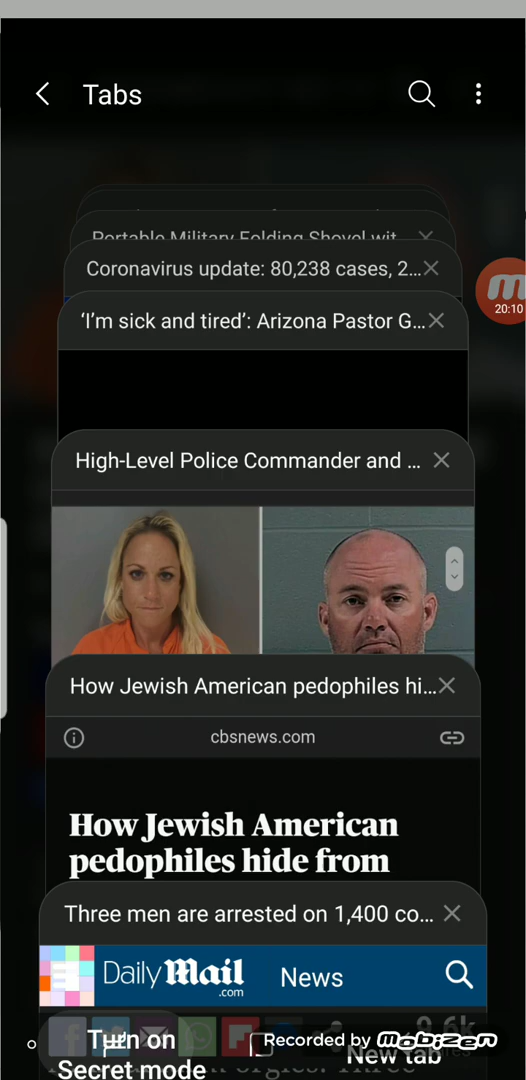 Tabs
Portable Military Folding Shovel wit...
Coronavirus update: 80,238 cases, 2...
20:10
‘I’m sick and tired’: Arizona Pastor G...
High-Level Police Commander and ...
How Jewish American pedophiles hi...
cbsnews.com
How Jewish American
pedophiles hide from
Three men are arrested on 1,400 co...
Daily Mail
.com
News
Turn on
Secret mode
New tab
Recorded by Mobizen